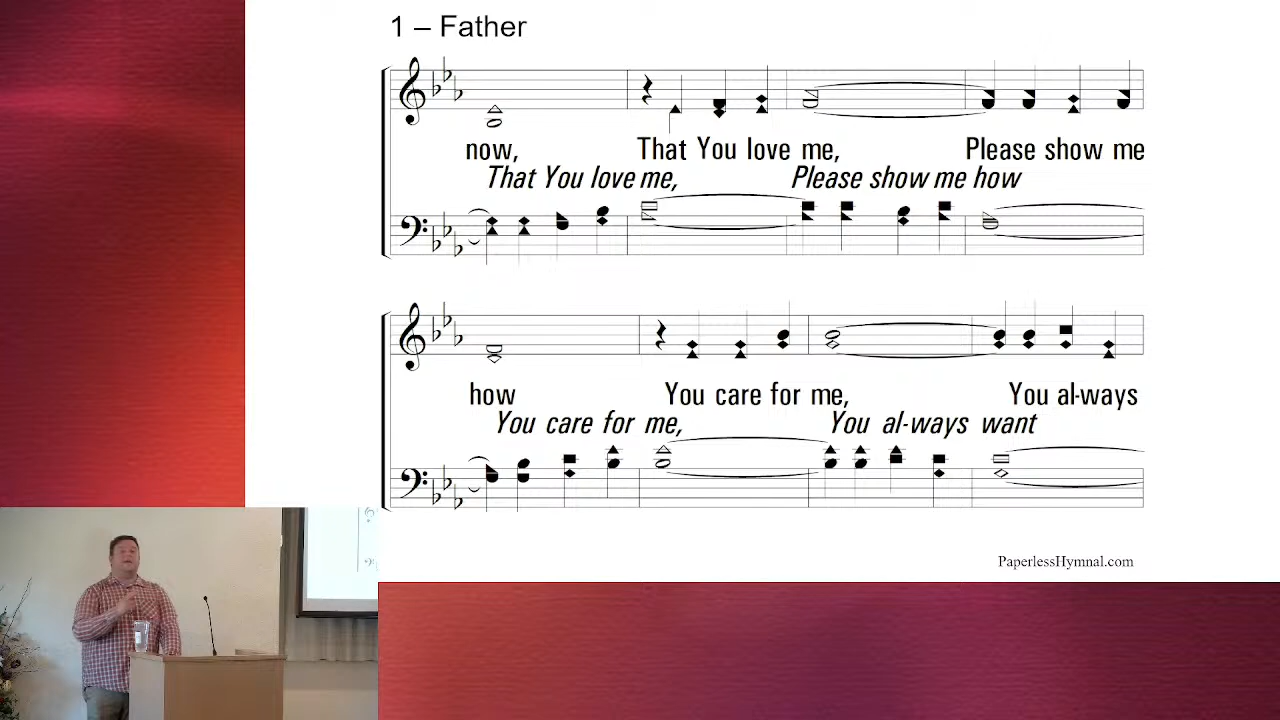 1 – Father
now, That You love me, Please show me
That You love me, Please show me how
how You care for me, You al-ways
You care for me, You al-ways want
PaperlessHymnal.com